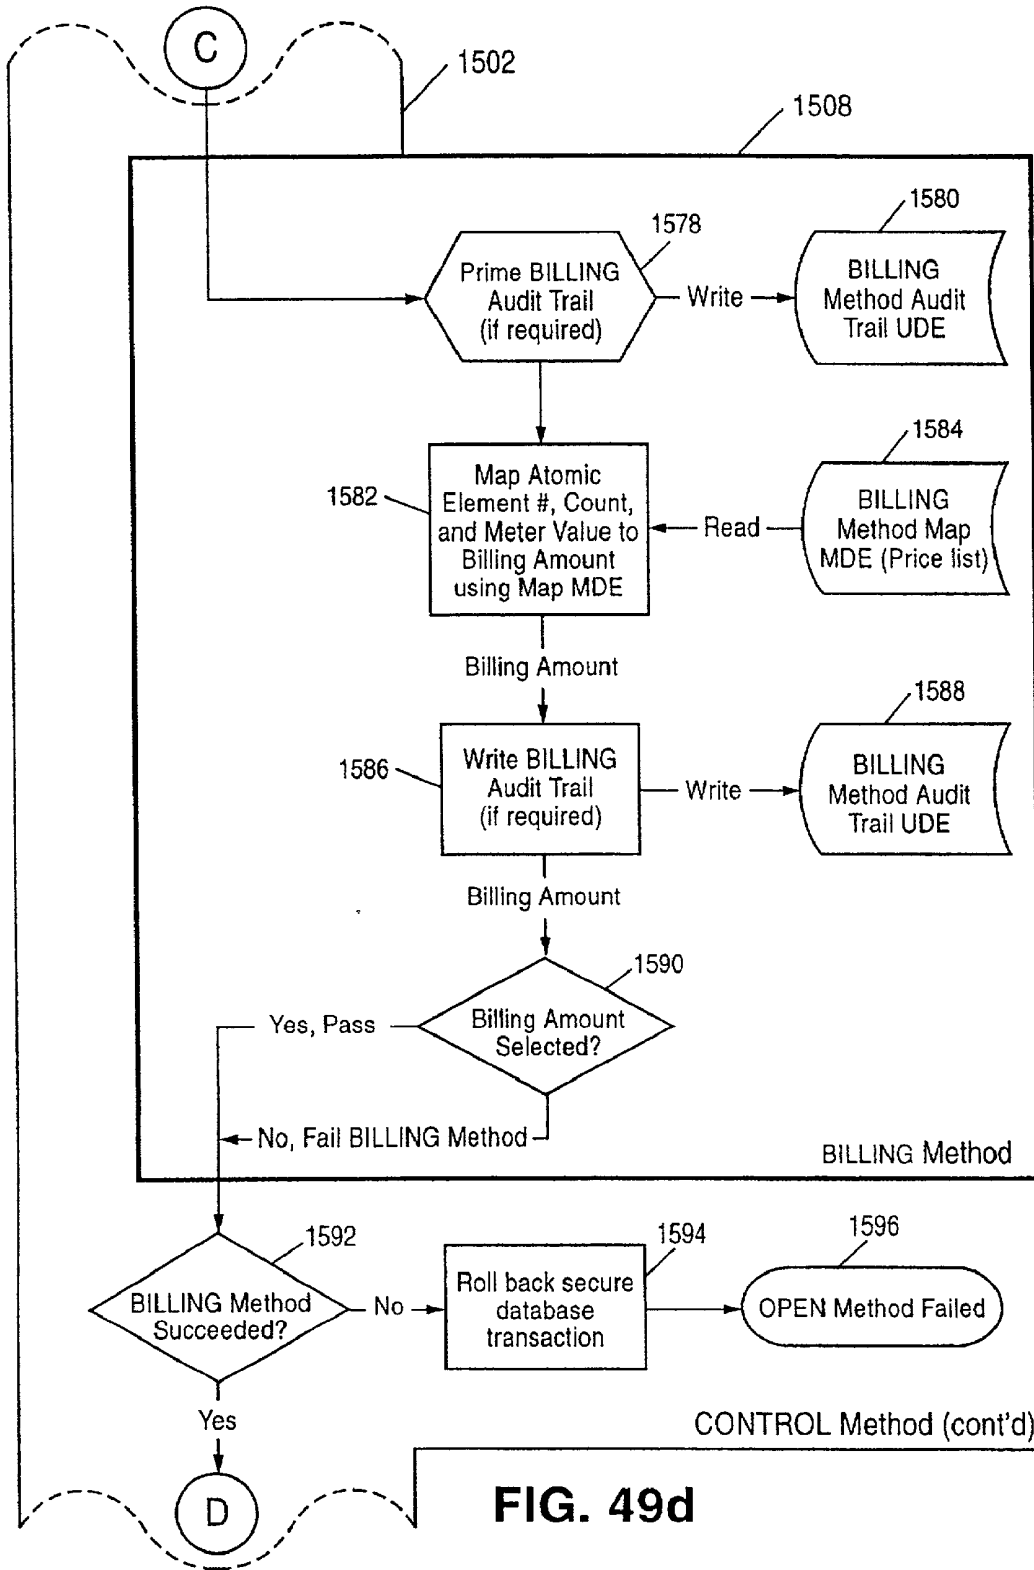 C
1502
1508
1578
1580
Prime BILLING
Audit Trail
(if required)
Write
BILLING
Method Audit
Trail UDE
1584
1582
Map Atomic
Element #, Count,
and Meter Value to
Billing Amount
using Map MDE
Read
BILLING
Method Map
MDE (Price list)
Billing Amount
1588
1586
Write BILLING
Audit Trail
(if required)
Write
BILLING
Method Audit
Trail UDE
Billing Amount
1590
Yes, Pass
Billing Amount
Selected?
No, Fail BILLING Method
BILLING Method
1592
1594
1596
BILLING Method
Succeeded?
No
Roll back secure
database
transaction
OPEN Method Failed
Yes
CONTROL Method (cont'd)
D
FIG. 49d